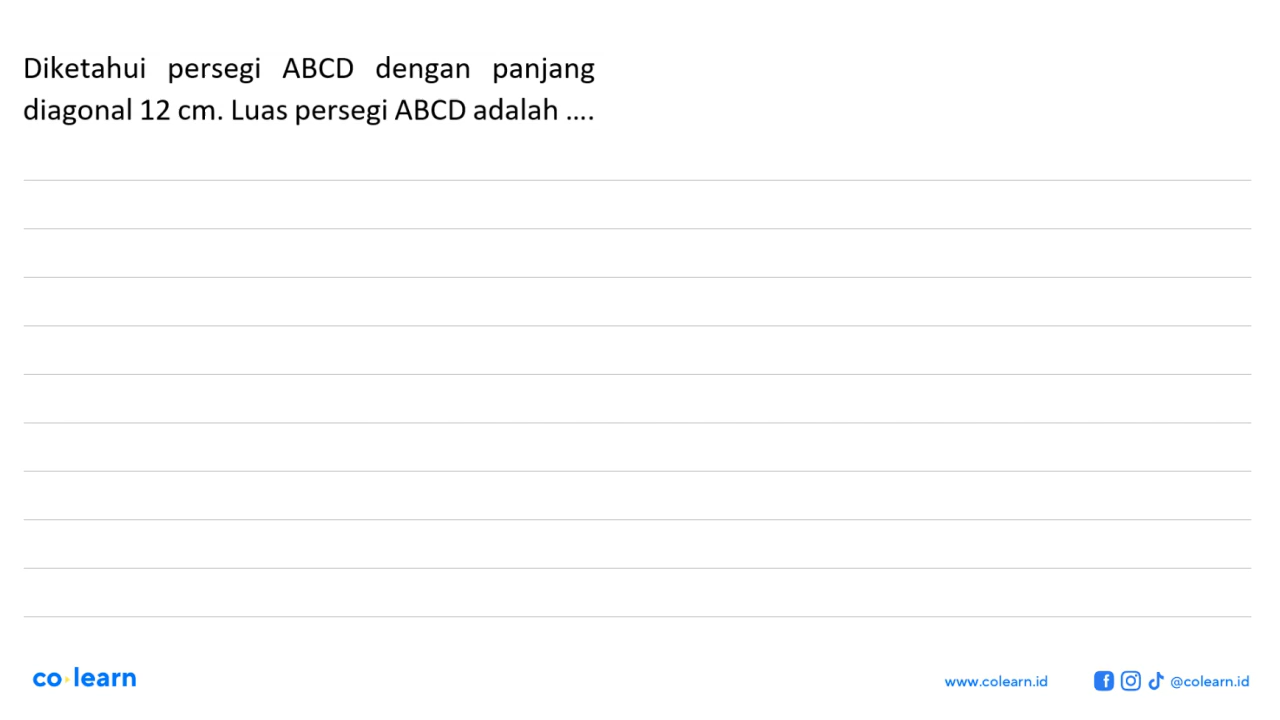 Diketahui persegi ABCD dengan panjang
diagonal 12 cm. Luas persegi ABCD adalah ....
co learn
www.colearn.id @colearn.id